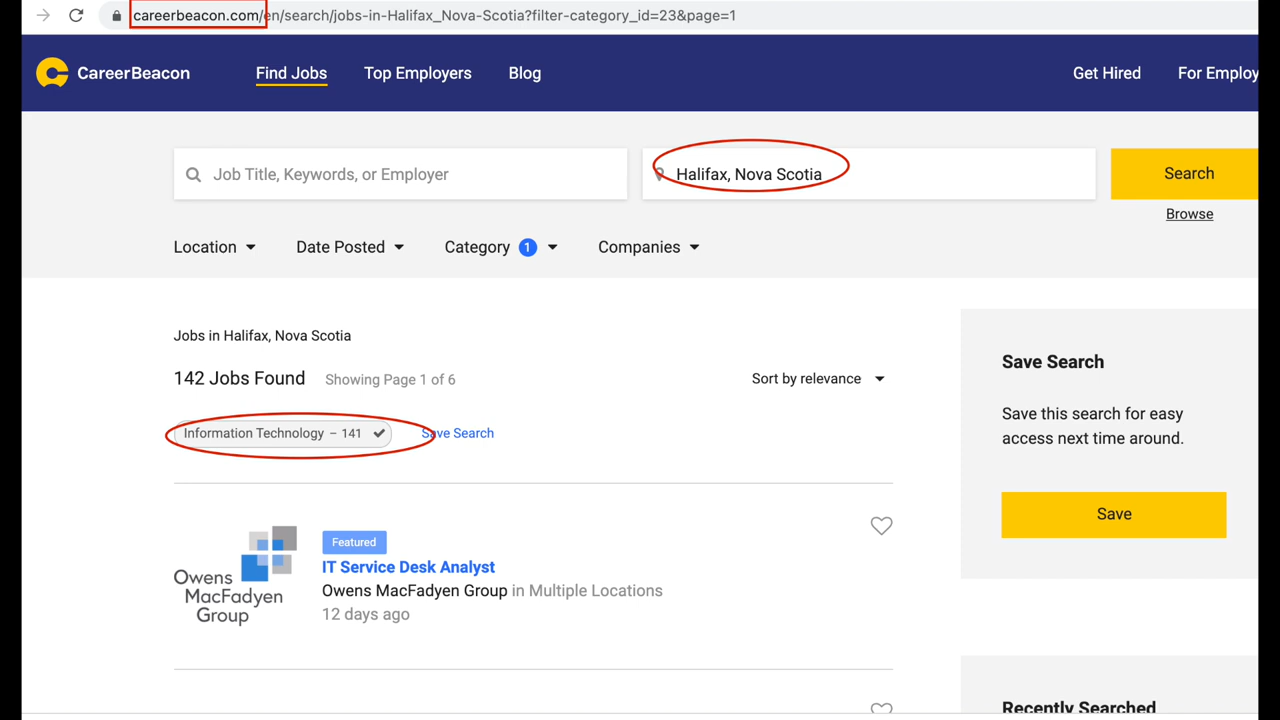 careerbeacon.com/en/search/jobs-in-Halifax_Nova-Scotia?filter-category_id=23&page=1
CareerBeacon Find Jobs Top Employers Blog Get Hired For Employ
Job Title, Keywords, or Employer Halifax, Nova Scotia Search
Browse
Location Date Posted Category 1 Companies
Jobs in Halifax, Nova Scotia
142 Jobs Found Showing Page 1 of 6 Sort by relevance
Information Technology – 141 Save Search
Owens
MacFadyen
Group
Featured
IT Service Desk Analyst
Owens MacFadyen Group in Multiple Locations
12 days ago
Save Search
Save this search for easy
access next time around.
Save
Recently Searched